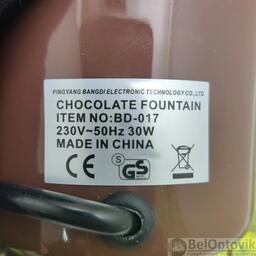 PINGYANG BANGDI ELECTRONIC TECHNOLOGY CO.,LTD
CHOCOLATE FOUNTAIN
ITEM NO:BD-017
230V~50Hz 30W
MADE IN CHINA
CE
S
GS
BelOptovik